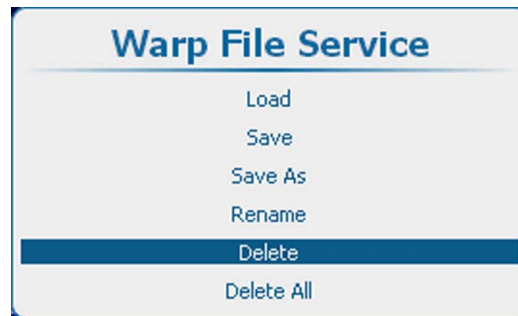 Warp File Service
Load
Save
Save As
Rename
Delete
Delete All